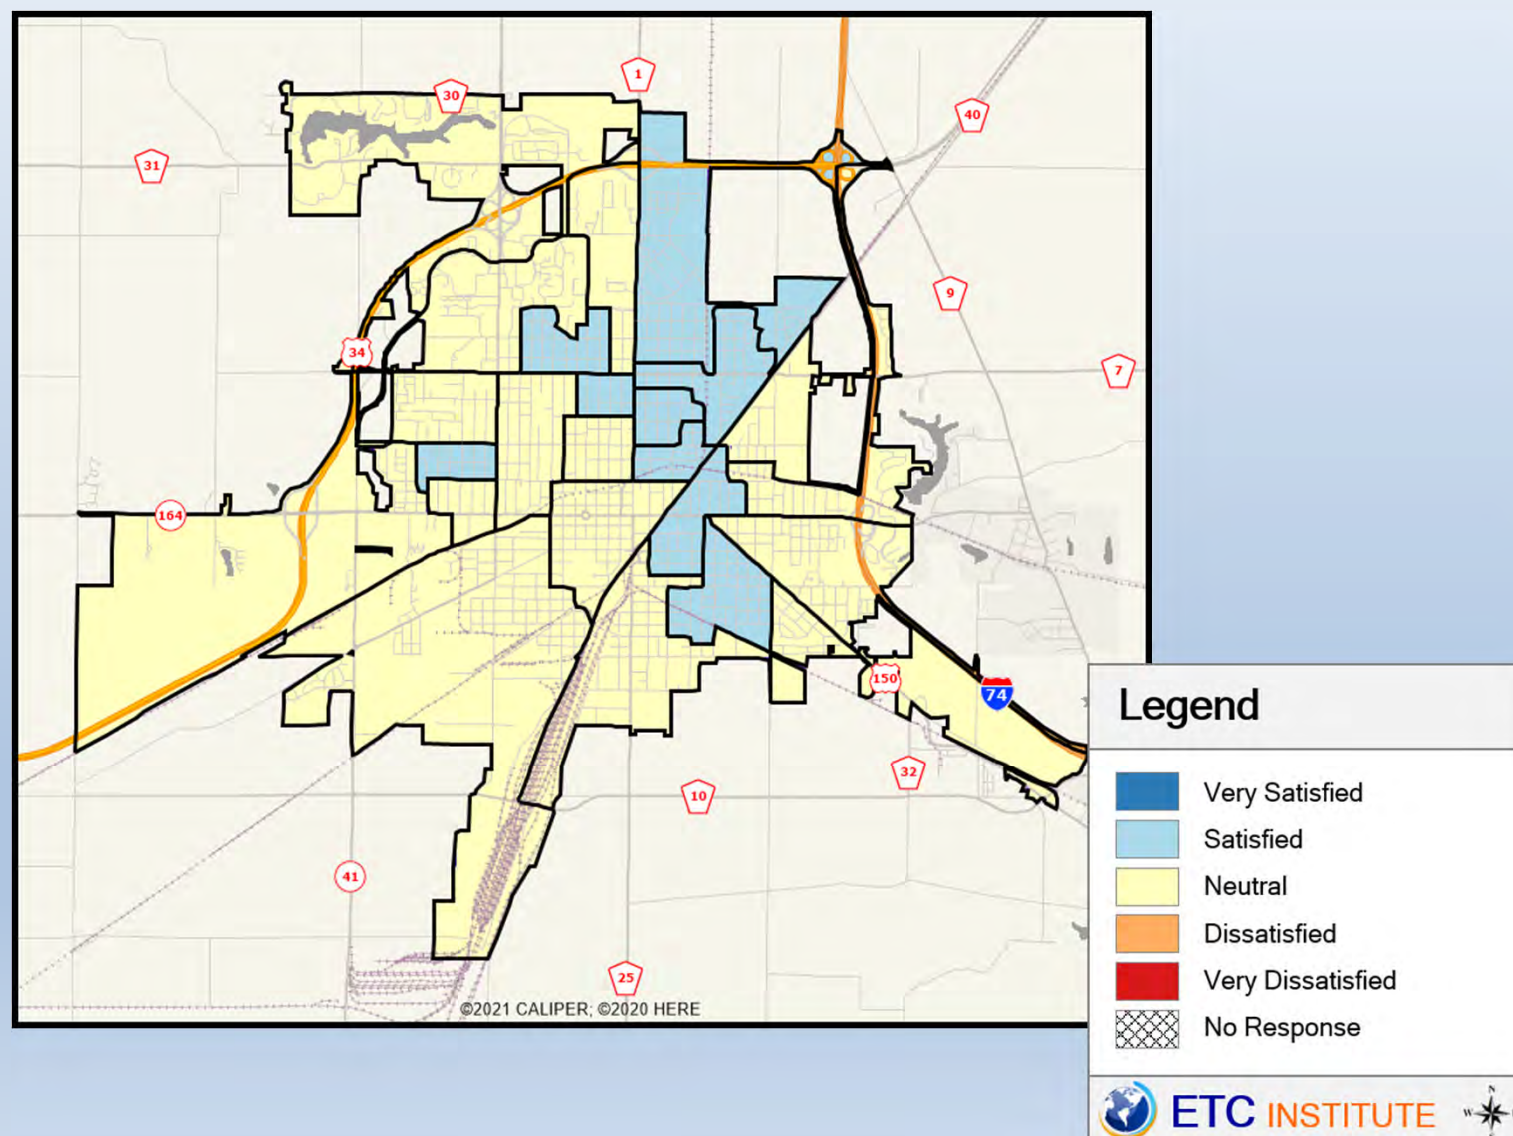 1
30
40
31
9
34
7
164
150
74
32
10
41
25
©2021 CALIPER; ©2020 HERE
Legend
Very Satisfied
Satisfied
Neutral
Dissatisfied
Very Dissatisfied
No Response
ETC INSTITUTE
N
W